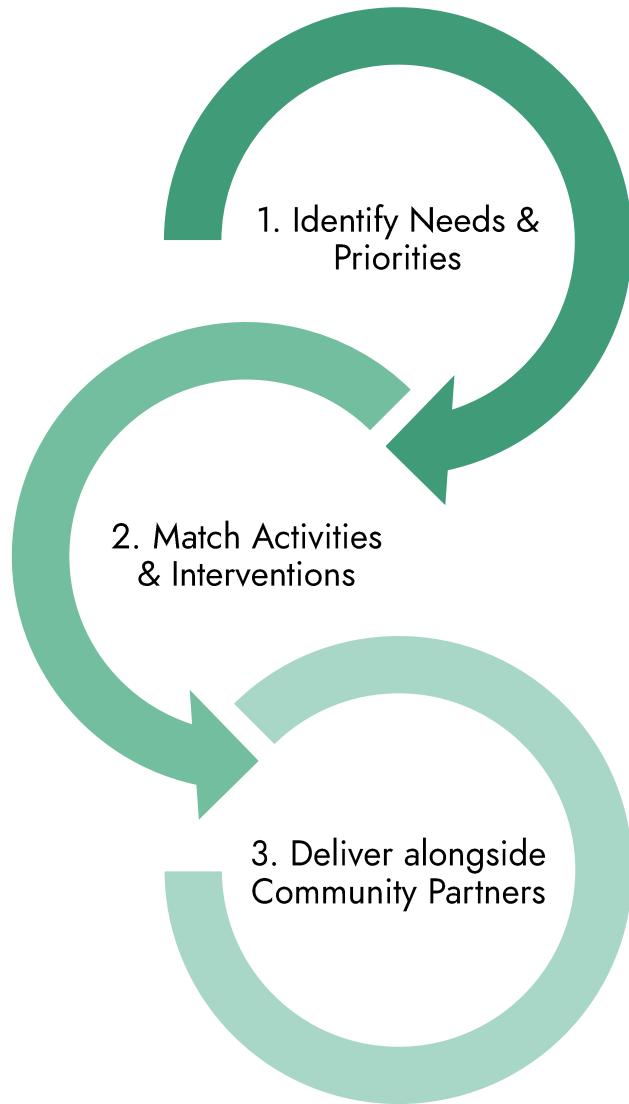 1. Identify Needs &
Priorities
2. Match Activities
& Interventions
3. Deliver alongside
Community Partners